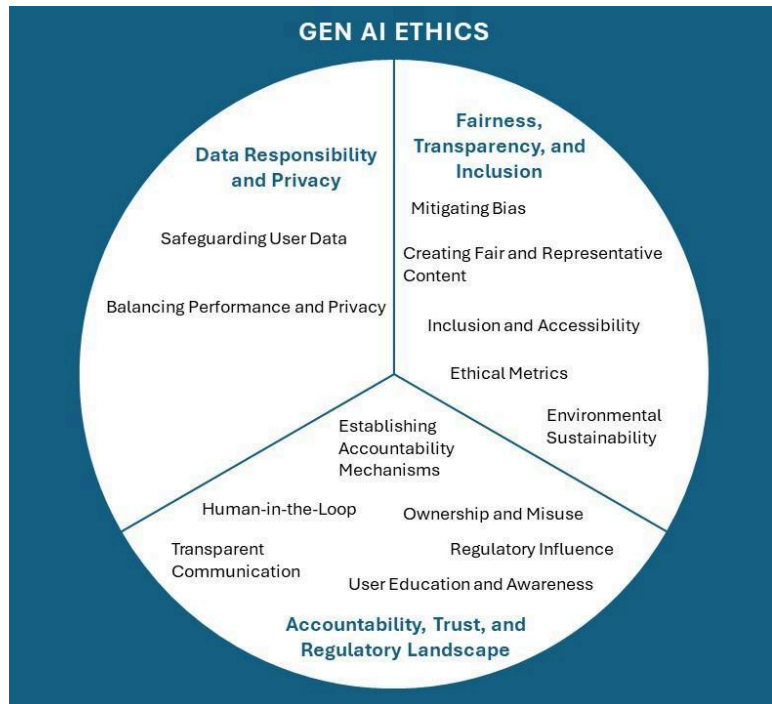 GEN AI ETHICS
Data Responsibility
and Privacy
Safeguarding User Data
Balancing Performance and Privacy
Fairness,
Transparency, and
Inclusion
Mitigating Bias
Creating Fair and Representative
Content
Inclusion and Accessibility
Ethical Metrics
Environmental
Sustainability
Establishing
Accountability
Mechanisms
Human-in-the-Loop
Ownership and Misuse
Transparent
Communication
Regulatory Influence
User Education and Awareness
Accountability, Trust, and
Regulatory Landscape